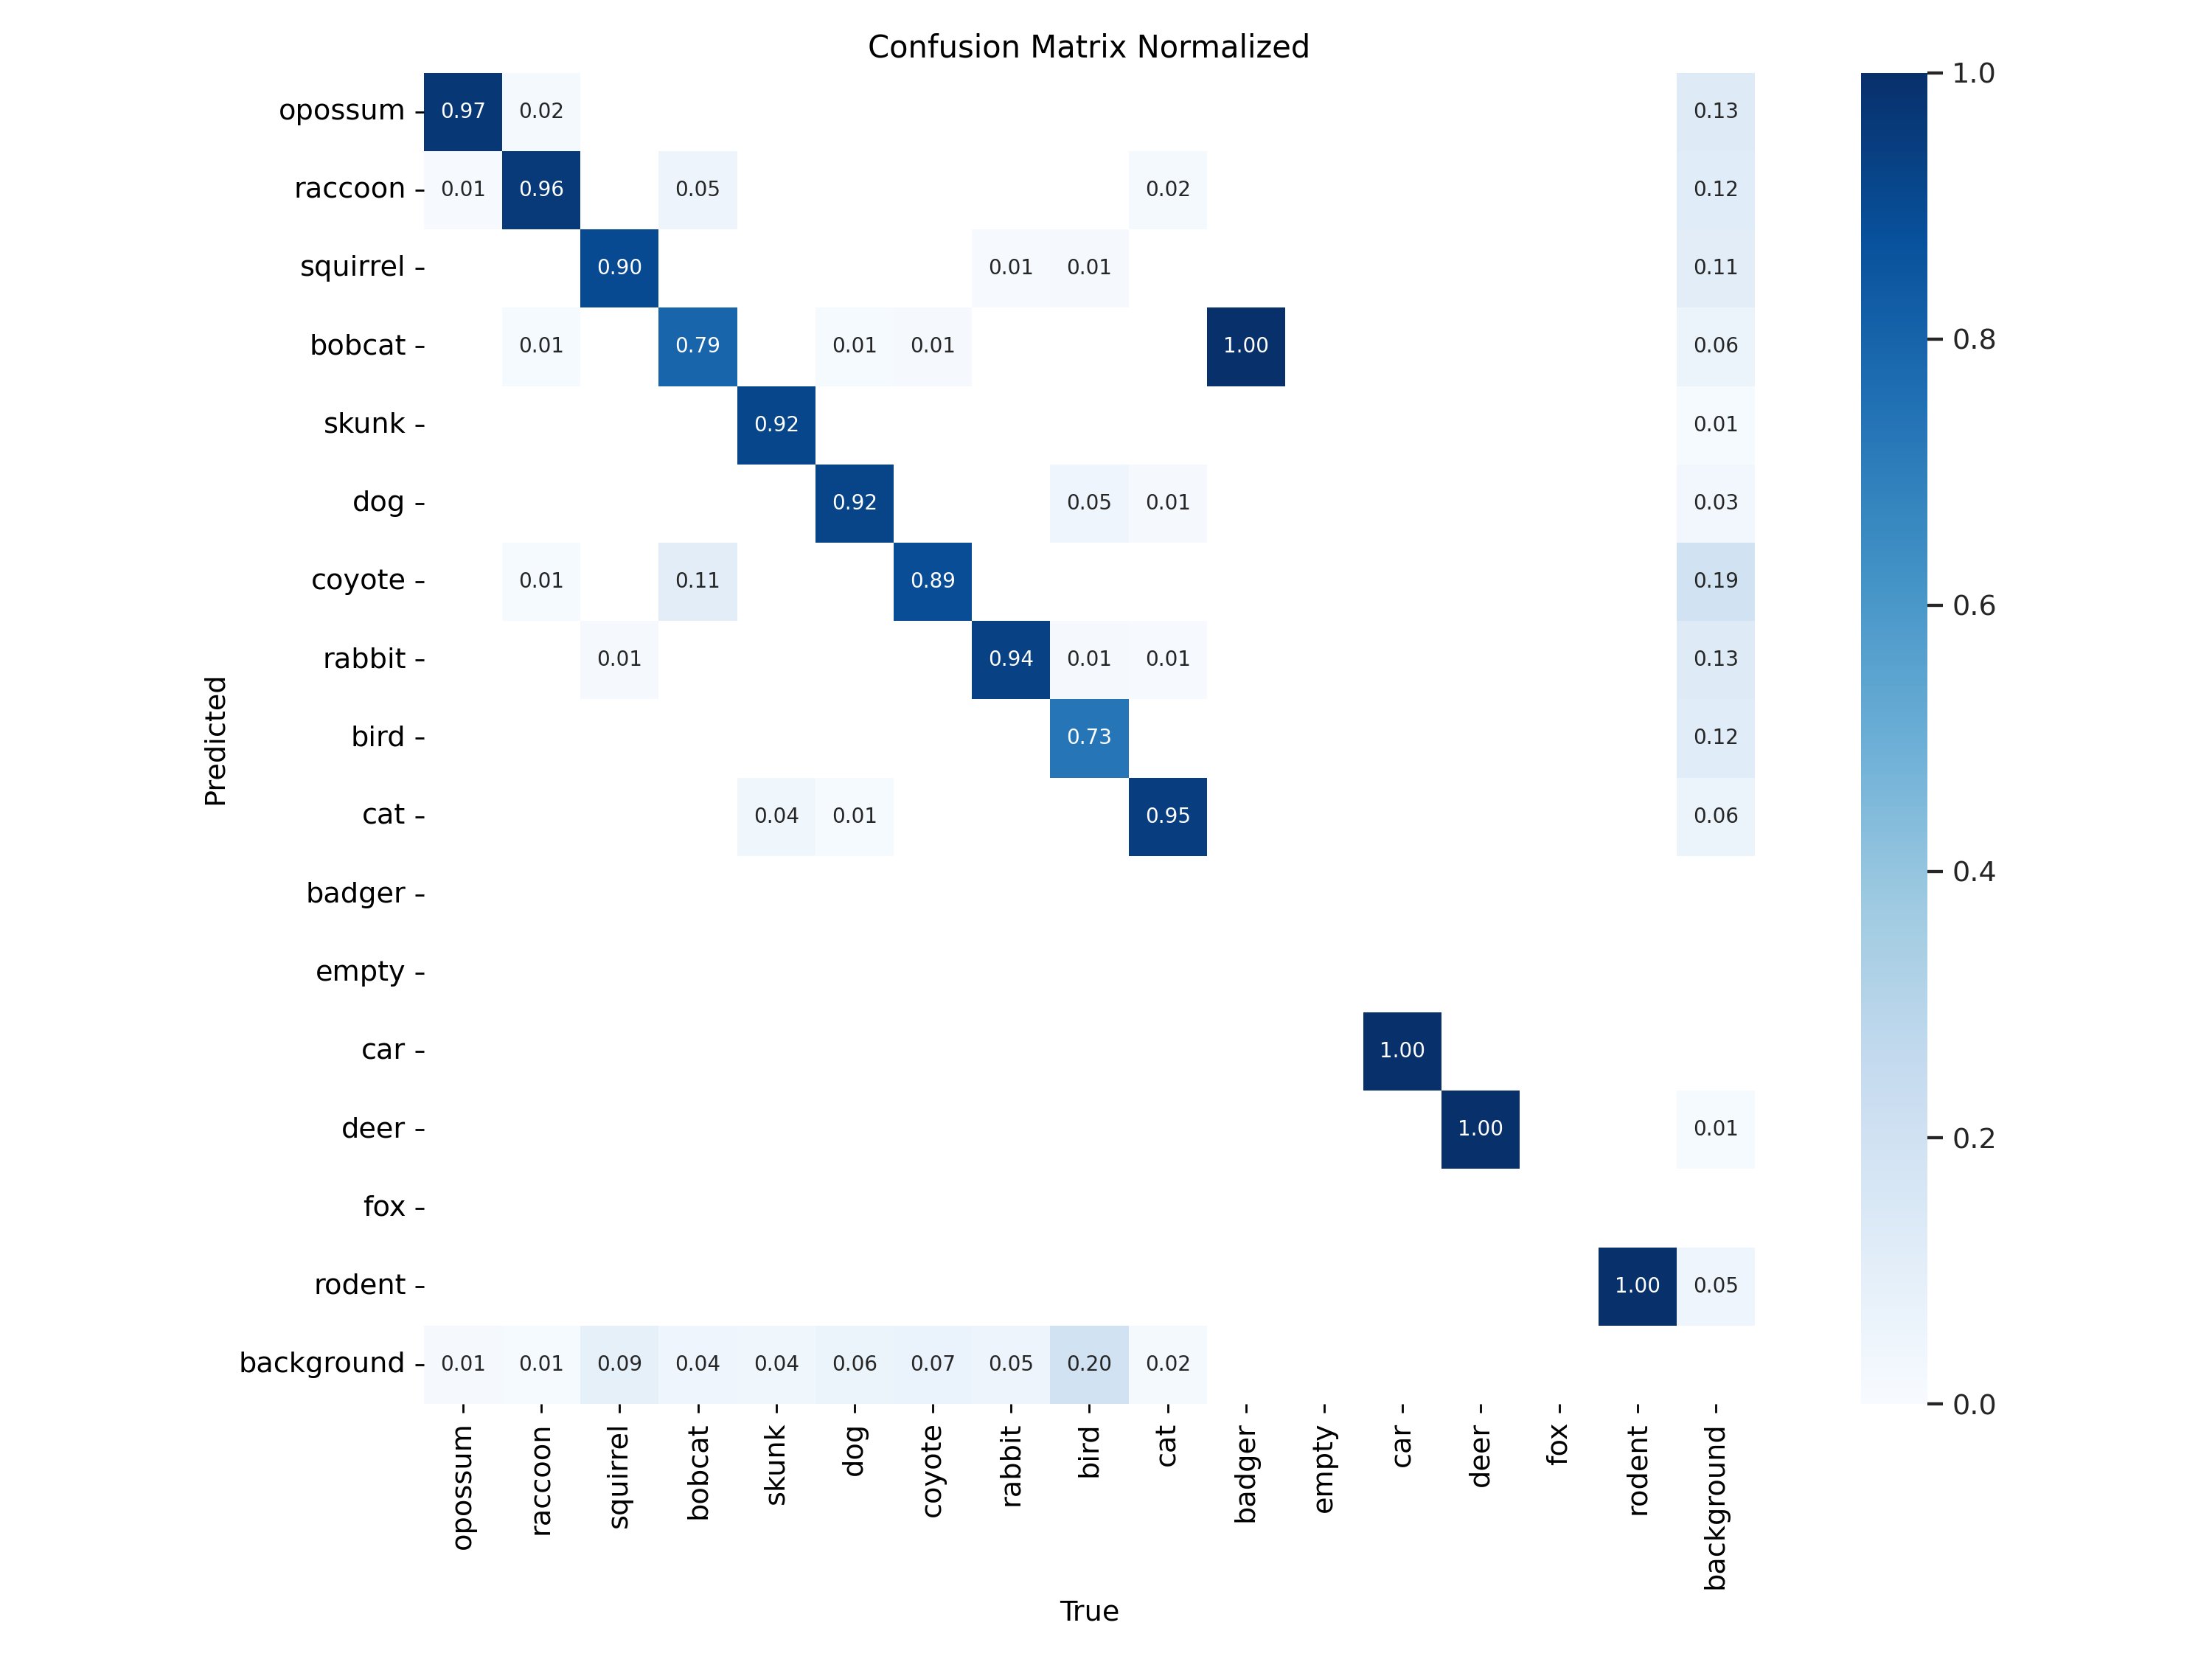 Confusion Matrix Normalized
opossum 0.97 0.02 0.13
raccoon 0.01 0.96 0.05 0.02 0.12
squirrel 0.90 0.01 0.01 0.11
bobcat 0.01 0.79 0.01 0.01 1.00 0.06
skunk 0.92 0.01
dog 0.92 0.05 0.01 0.03
coyote 0.01 0.11 0.89 0.19
rabbit 0.01 0.94 0.01 0.01 0.13
bird 0.73 0.12
cat 0.04 0.01 0.95 0.06
badger
empty
car 1.00
deer 1.00 0.01
fox
rodent 1.00 0.05
background 0.01 0.01 0.09 0.04 0.04 0.06 0.07 0.05 0.20 0.02
Predicted
opossum raccoon squirrel bobcat skunk dog coyote rabbit bird cat badger empty car deer fox rodent background
True
1.0
0.8
0.6
0.4
0.2
0.0